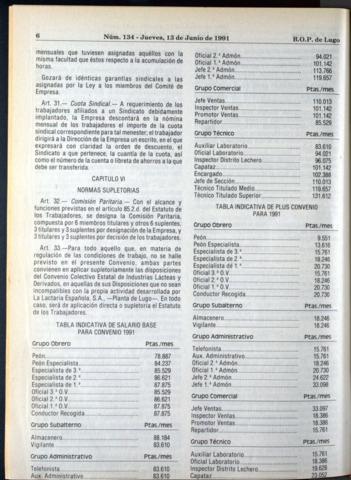 6
Núm. 134 - Jueves, 13 de Junio de 1991
B.O.P. de Lugo
mensuales que tuviesen asignadas aquéllos con la
misma facultad que éstos respecto a la acumulación de
horas.
Gozará de idénticas garantías sindicales a las
asignadas por la Ley a los miembros del Comité de
Empresa.
Art. 31.— Cuota Sindical.— A requerimiento de los
trabajadores afiliados a un Sindicato debidamente
implantado, la Empresa descontará en la nómina
mensual de los trabajadores el importe de la cuota
sindical correspondiente para tal menester; el trabajador
dirigirá a la Dirección de la Empresa un escrito, en el que
expresará con claridad la orden de descuento, el
Sindicato a que pertenece, la cuantía de la cuota, así
como el número de la cuenta o libreta de ahorros a la que
debe ser transferida.
CAPITULO VI
NORMAS SUPLETORIAS
Art. 32.— Comisión Paritaria.— Con el alcance y
funciones previstas en el artículo 85.2 d. del Estatuto de
los Trabajadores, se designa la Comisión Paritaria,
compuesta por 6 miembros titulares y otros 6 suplentes,
3 titulares y 3 suplentes por designación de la Empresa, y
3 titulares y 3 suplentes por decisión de los trabajadores.
Art. 33.—Para todo aquello que, en materia de
regulación de las condiciones de trabajo, no se halle
previsto en el presente Convenio, ambas partes
convienen en aplicar supletoriamente las disposiciones
del Convenio Colectivo Estatal de Industrias Lácteas y
Derivados, en aquellas de sus Disposiciones que no sean
incompatibles con la propia actividad desarrollada por
La Lactaria Española, S.A., —Planta de Lugo—. En todo
caso, será de aplicación directa o supletoria el Estatuto
de los Trabajadores.
TABLA INDICATIVA DE SALARIO BASE
PARA CONVENIO 1991
Grupo Obrero Ptas./mes
Peón 78.887
Peón Especialista 94.237
Especialista de 3.ª 85.529
Especialista de 2.ª 86.621
Especialista de 1.ª 87.875
Oficial 3.ª O.V. 85.529
Oficial 2.ª O.V. 86.621
Oficial 1.ª O.V. 87.875
Conductor Recogida 87.875
Grupo Subalterno Ptas./mes
Almacenero 88.184
Vigilante 83.610
Grupo Administrativo Ptas./mes
Telefonista 83.610
Aux. Administrativo 83.610
Oficial 2.ª Admón. 94.021
Oficial 1.ª Admón. 101.142
Jefe 2.ª Admón. 113.766
Jefe 1.ª Admón. 119.657
Grupo Comercial Ptas./mes
Jefe Ventas 110.013
Inspector Ventas 101.142
Promotor Ventas 101.142
Repartidor 85.529
Grupo Técnico Ptas./mes
Auxiliar Laboratorio 83.610
Oficial Laboratorio 94.021
Inspector Distrito Lechero 96.075
Capataz 101.142
Encargado 102.388
Jefe de Sección 110.013
Técnico Titulado Medio 119.657
Técnico Titulado Superior 131.612
TABLA INDICATIVA DE PLUS CONVENIO
PARA 1991
Grupo Obrero Ptas./mes
Peón 9.551
Peón Especialista 13.616
Especialista de 3.ª 15.761
Especialista de 2.ª 18.246
Especialista de 1.ª 20.730
Oficial 3.ª O.V. 15.761
Oficial 2.ª O.V. 18.246
Oficial 1.ª O.V. 20.730
Conductor Recogida 20.730
Grupo Subalterno Ptas./mes
Almacenero 18.246
Vigilante 18.246
Grupo Administrativo Ptas./mes
Telefonista 15.761
Aux. Administrativo 15.761
Oficial 2.ª Admón. 18.246
Oficial 1.ª Admón. 20.730
Jefe 2.ª Admón. 24.622
Jefe 1.ª Admón. 33.098
Grupo Comercial Ptas./mes
Jefe Ventas 33.097
Inspector Ventas 18.386
Promotor Ventas 18.386
Repartidor 15.761
Grupo Técnico Ptas./mes
Auxiliar Laboratorio 15.761
Oficial Laboratorio 18.386
Inspector Distrito Lechero 19.628
Capataz 23.052